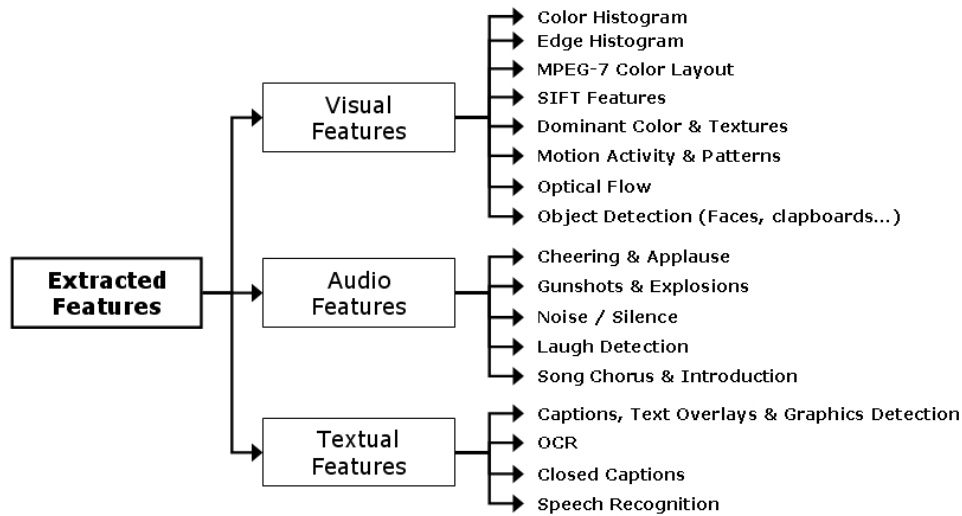 Color Histogram
Edge Histogram
MPEG-7 Color Layout
SIFT Features
Dominant Color & Textures
Motion Activity & Patterns
Optical Flow
Object Detection (Faces, clapboards...)
Visual
Features
Extracted
Features
Audio
Features
Cheering & Applause
Gunshots & Explosions
Noise / Silence
Laugh Detection
Song Chorus & Introduction
Textual
Features
Captions, Text Overlays & Graphics Detection
OCR
Closed Captions
Speech Recognition